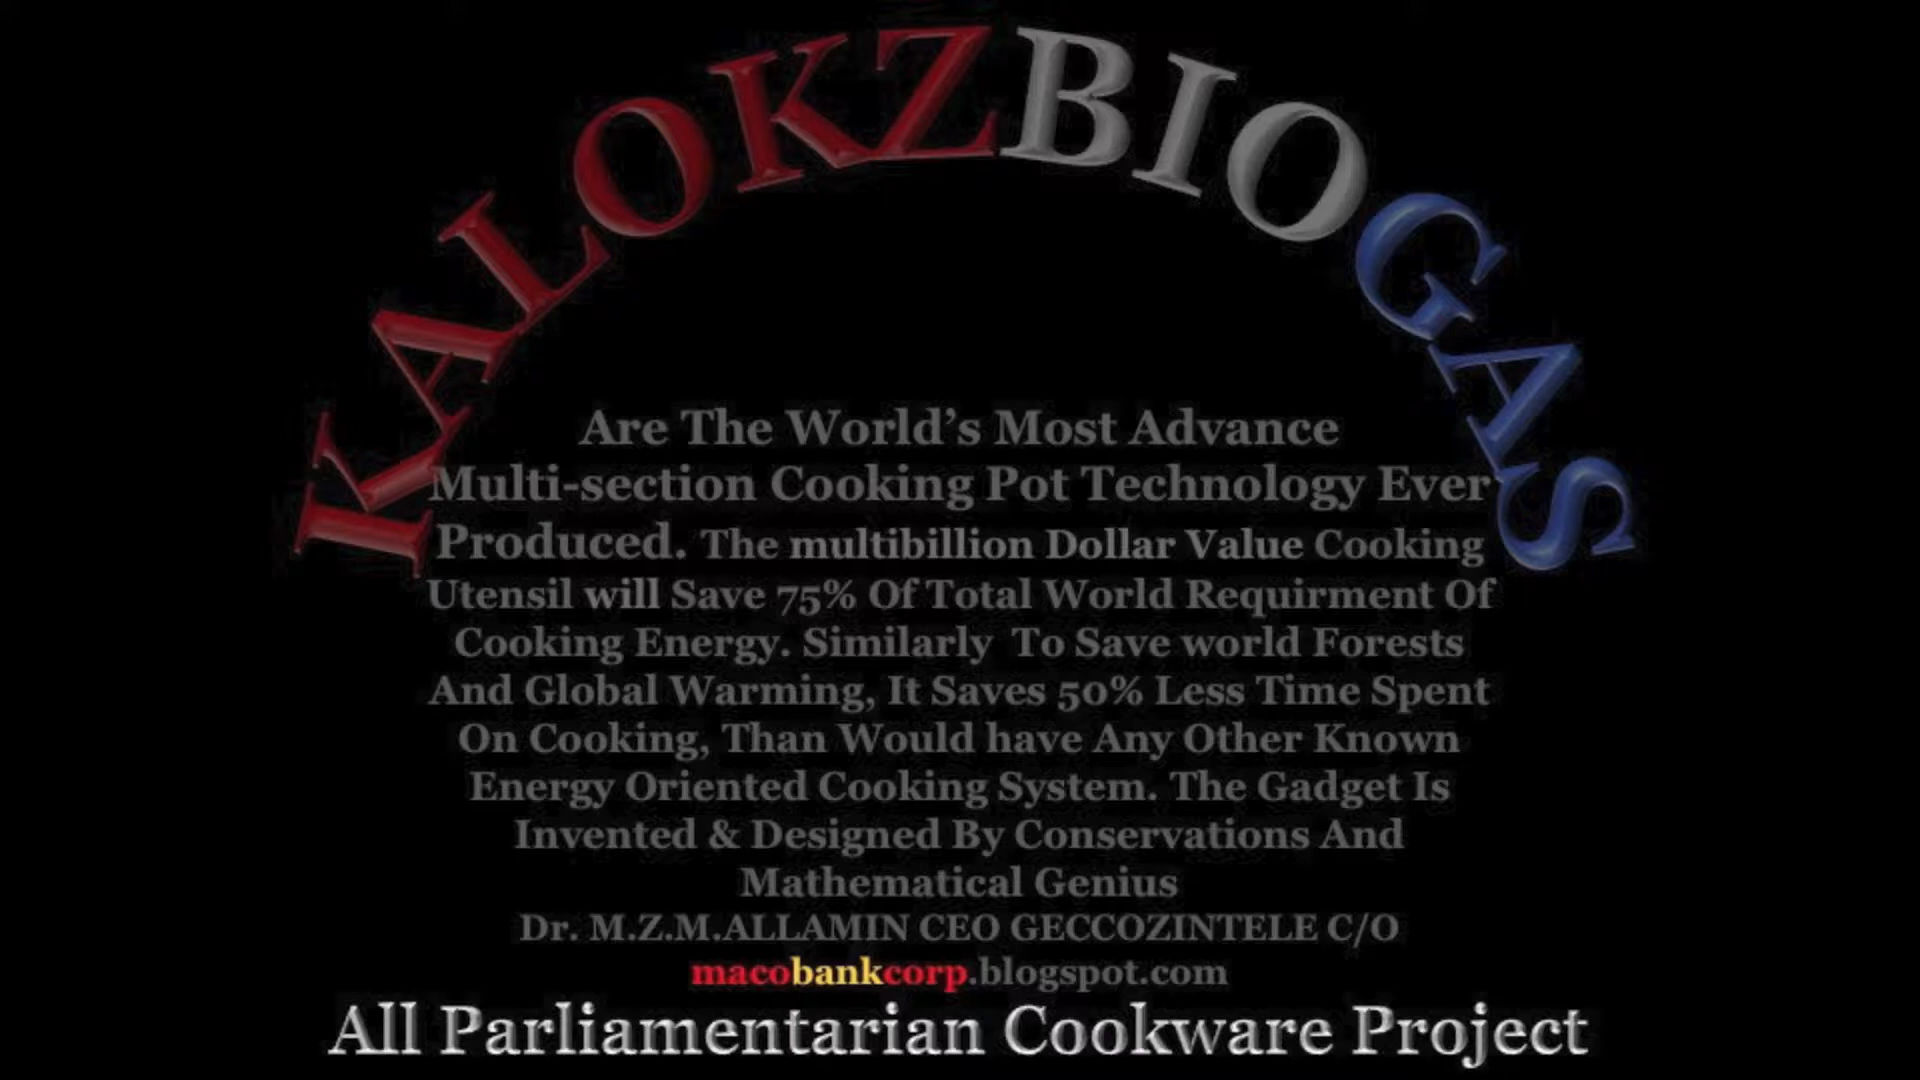 KALOKZBIOGAS
Are The World's Most Advance
Multi-section Cooking Pot Technology Ever
Produced. The multibillion Dollar Value Cooking
Utensil will Save 75% Of Total World Requirment Of
Cooking Energy. Similarly To Save world Forests
And Global Warming, It Saves 50% Less Time Spent
On Cooking, Than Would have Any Other Known
Energy Oriented Cooking System. The Gadget Is
Invented & Designed By Conservations And
Mathematical Genius
Dr. M.Z.M.ALLAMIN CEO GECCOZINTELE C/O
macobankcorp.blogspot.com
All Parliamentarian Cookware Project